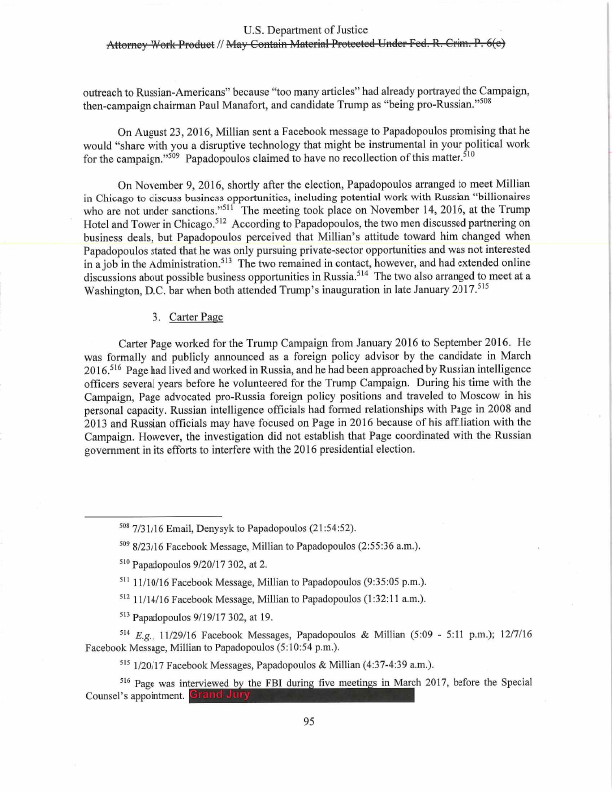 U.S. Department of Justice
Attorney Work Product // May Contain Material Protected Under Fed. R. Crim. P. 6(e)
outreach to Russian-Americans” because “too many articles” had already portrayed the Campaign,
then-campaign chairman Paul Manafort, and candidate Trump as “being pro-Russian.”508
On August 23, 2016, Millian sent a Facebook message to Papadopoulos promising that he
would “share with you a disruptive technology that might be instrumental in your political work
for the campaign.”509 Papadopoulos claimed to have no recollection of this matter.510
On November 9, 2016, shortly after the election, Papadopoulos arranged to meet Millian
in Chicago to discuss business opportunities, including potential work with Russian “billionaires
who are not under sanctions.”511 The meeting took place on November 14, 2016, at the Trump
Hotel and Tower in Chicago.512 According to Papadopoulos, the two men discussed partnering on
business deals, but Papadopoulos perceived that Millian’s attitude toward him changed when
Papadopoulos stated that he was only pursuing private-sector opportunities and was not interested
in a job in the Administration.513 The two remained in contact, however, and had extended online
discussions about possible business opportunities in Russia.514 The two also arranged to meet at a
Washington, D.C. bar when both attended Trump’s inauguration in late January 2017.515
3. Carter Page
Carter Page worked for the Trump Campaign from January 2016 to September 2016. He
was formally and publicly announced as a foreign policy advisor by the candidate in March
2016.516 Page had lived and worked in Russia, and he had been approached by Russian intelligence
officers several years before he volunteered for the Trump Campaign. During his time with the
Campaign, Page advocated pro-Russia foreign policy positions and traveled to Moscow in his
personal capacity. Russian intelligence officials had formed relationships with Page in 2008 and
2013 and Russian officials may have focused on Page in 2016 because of his affiliation with the
Campaign. However, the investigation did not establish that Page coordinated with the Russian
government in its efforts to interfere with the 2016 presidential election.
508 7/31/16 Email, Denysyk to Papadopoulos (21:54:52).
509 8/23/16 Facebook Message, Millian to Papadopoulos (2:55:36 a.m.).
510 Papadopoulos 9/20/17 302, at 2.
511 11/10/16 Facebook Message, Millian to Papadopoulos (9:35:05 p.m.).
512 11/14/16 Facebook Message, Millian to Papadopoulos (1:32:11 a.m.).
513 Papadopoulos 9/19/17 302, at 19.
514 E.g., 11/29/16 Facebook Messages, Papadopoulos & Millian (5:09 - 5:11 p.m.); 12/7/16
Facebook Message, Millian to Papadopoulos (5:10:54 p.m.).
515 1/20/17 Facebook Messages, Papadopoulos & Millian (4:37-4:39 a.m.).
516 Page was interviewed by the FBI during five meetings in March 2017, before the Special
Counsel’s appointment. Grand Jury
95